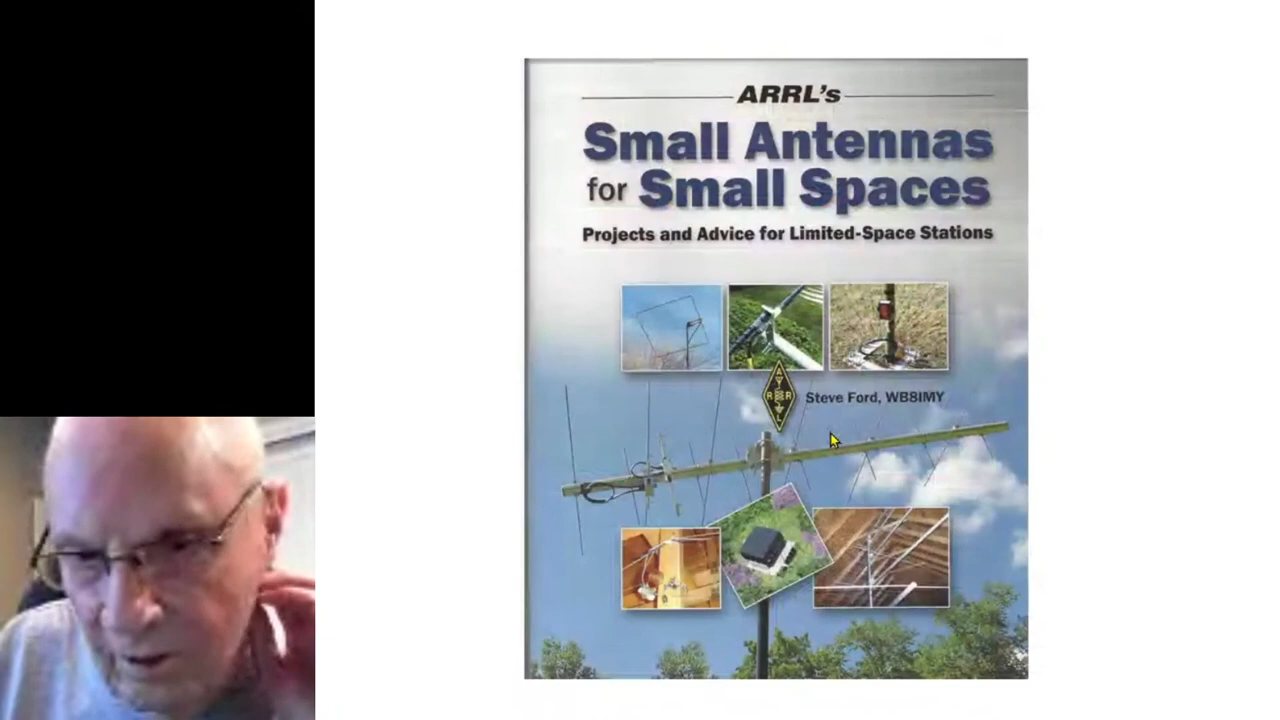 ARRL's
Small Antennas
for Small Spaces
Projects and Advice for Limited-Space Stations
A
R R
L
Steve Ford, WB8IMY